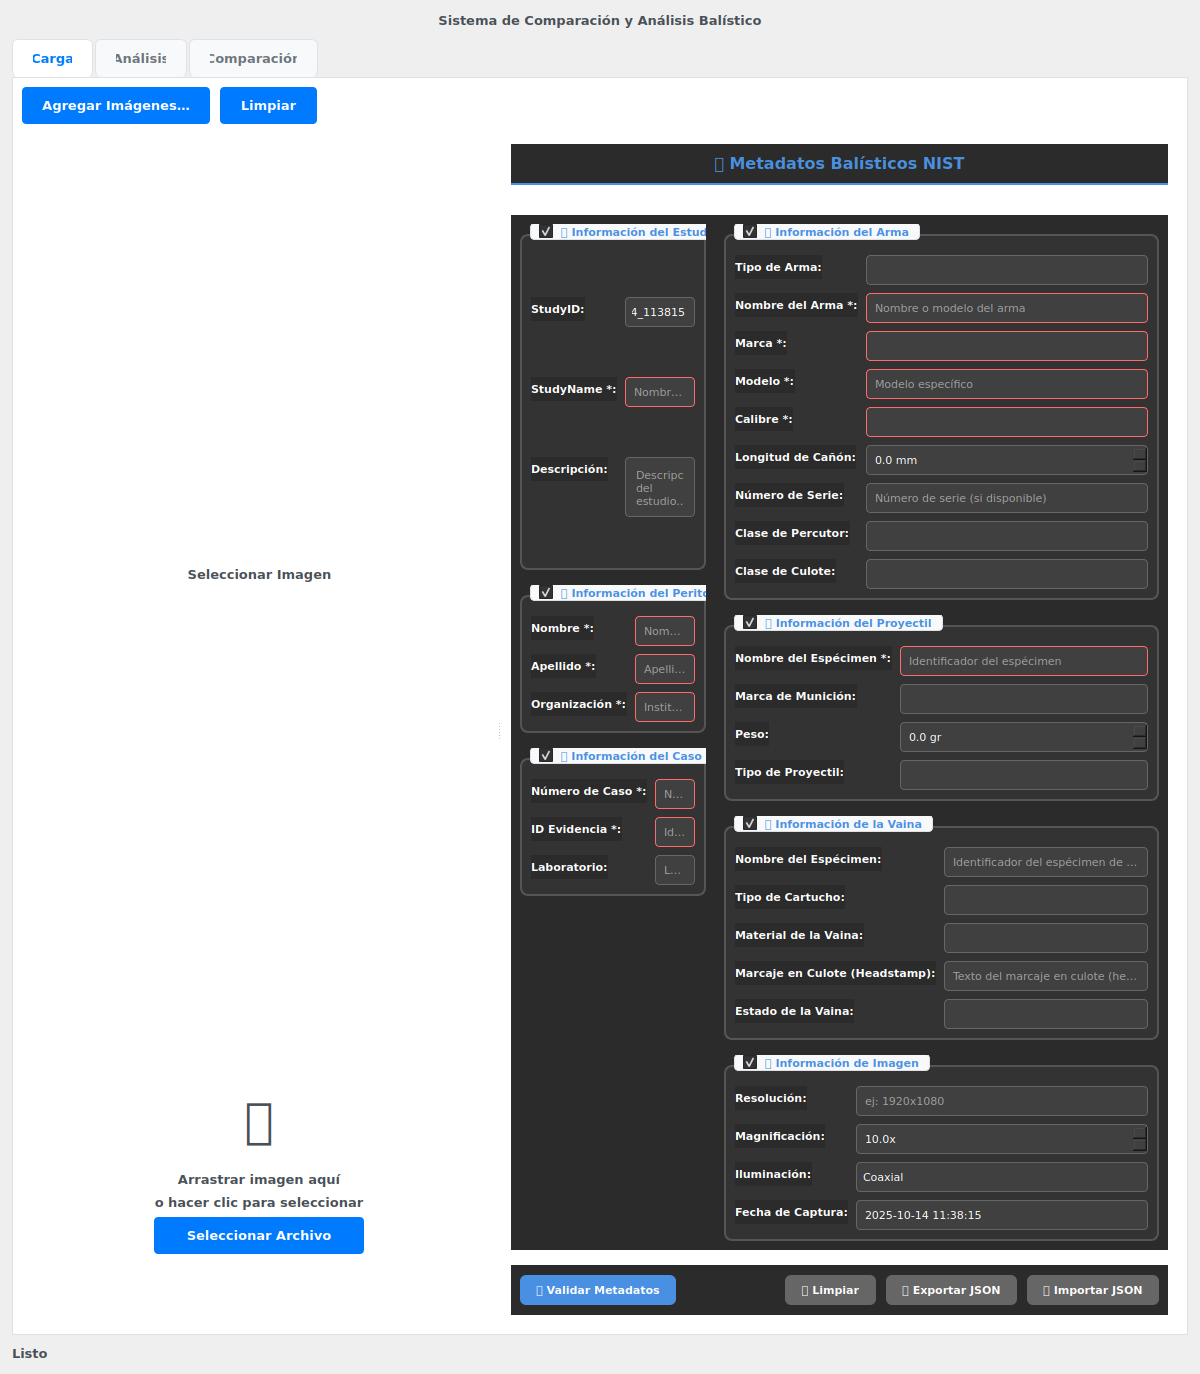 Sistema de Comparación y Análisis Balístico
Carga
Análisis
Comparación
Agregar Imágenes...
Limpiar
Seleccionar Imagen
Arrastrar imagen aquí
o hacer clic para seleccionar
Seleccionar Archivo
Metadatos Balísticos NIST
Información del Estud
StudyID:
4_113815
StudyName *:
Nombr...
Descripción:
Descripc
del
estudio..
Información del Perito
Nombre *:
Nom...
Apellido *:
Apelli...
Organización *:
Instit...
Información del Caso
Número de Caso *:
N...
ID Evidencia *:
Id...
Laboratorio:
L...
Información del Arma
Tipo de Arma:
Nombre del Arma *:
Nombre o modelo del arma
Marca *:
Modelo *:
Modelo específico
Calibre *:
Longitud de Cañón:
0.0 mm
Número de Serie:
Número de serie (si disponible)
Clase de Percutor:
Clase de Culote:
Información del Proyectil
Nombre del Espécimen *:
Identificador del espécimen
Marca de Munición:
Peso:
0.0 gr
Tipo de Proyectil:
Información de la Vaina
Nombre del Espécimen:
Identificador del espécimen de ...
Tipo de Cartucho:
Material de la Vaina:
Marcaje en Culote (Headstamp):
Texto del marcaje en culote (he...
Estado de la Vaina:
Información de Imagen
Resolución:
ej: 1920x1080
Magnificación:
10.0x
Iluminación:
Coaxial
Fecha de Captura:
2025-10-14 11:38:15
Validar Metadatos
Limpiar
Exportar JSON
Importar JSON
Listo